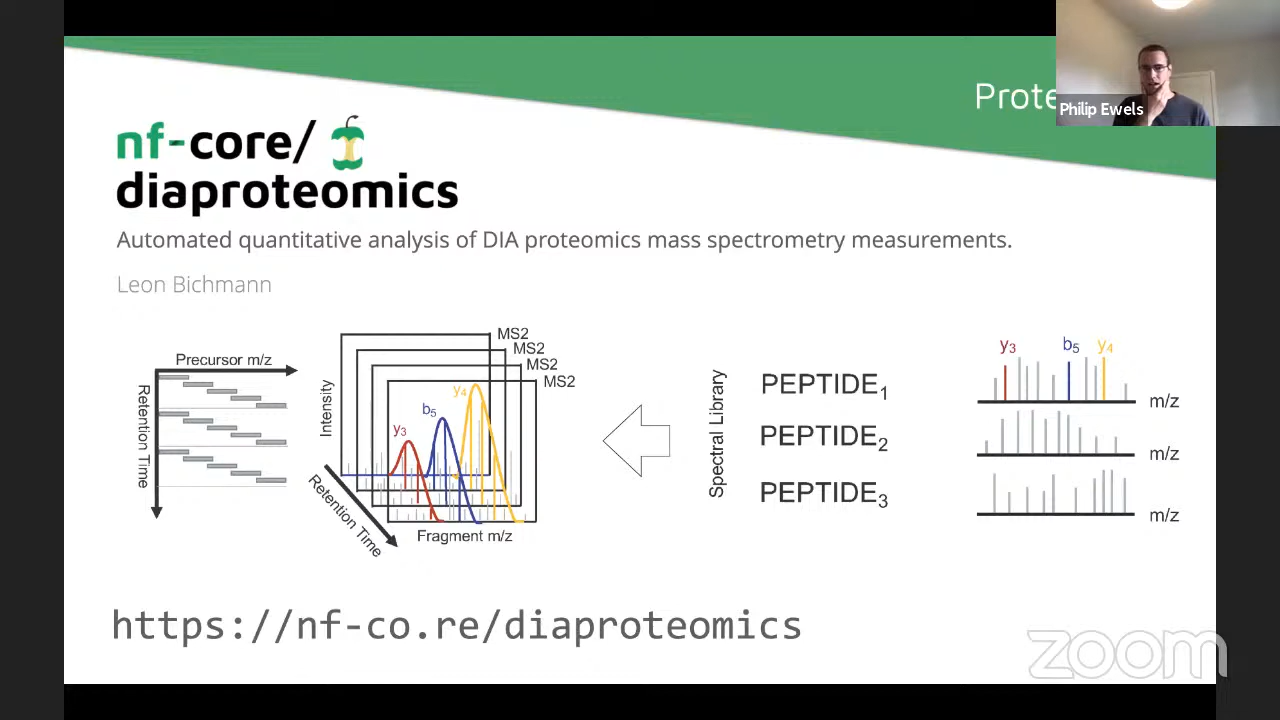 Prote
Philip Ewels
nf-core/
diaproteomics
Automated quantitative analysis of DIA proteomics mass spectrometry measurements.
Leon Bichmann
Precursor m/z
Retention Time
Intensity
MS2
MS2
MS2
MS2
y3
b5
y4
Retention Time
Fragment m/z
Spectral Library
PEPTIDE1
PEPTIDE2
PEPTIDE3
y3 b5 y4
m/z
m/z
m/z
https://nf-co.re/diaproteomics
zoom